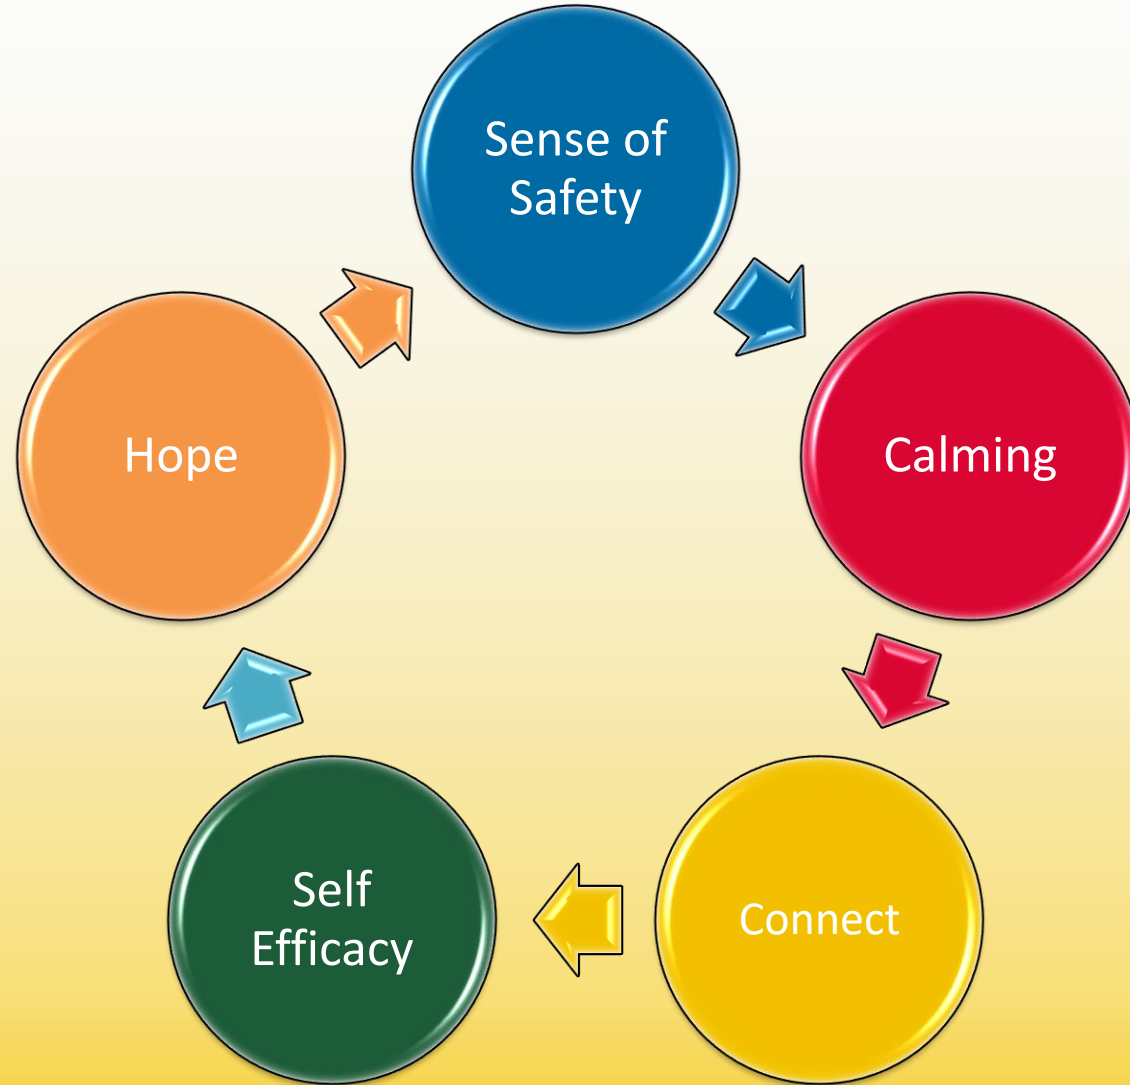 Sense of
Safety
Calming
Connect
Self
Efficacy
Hope